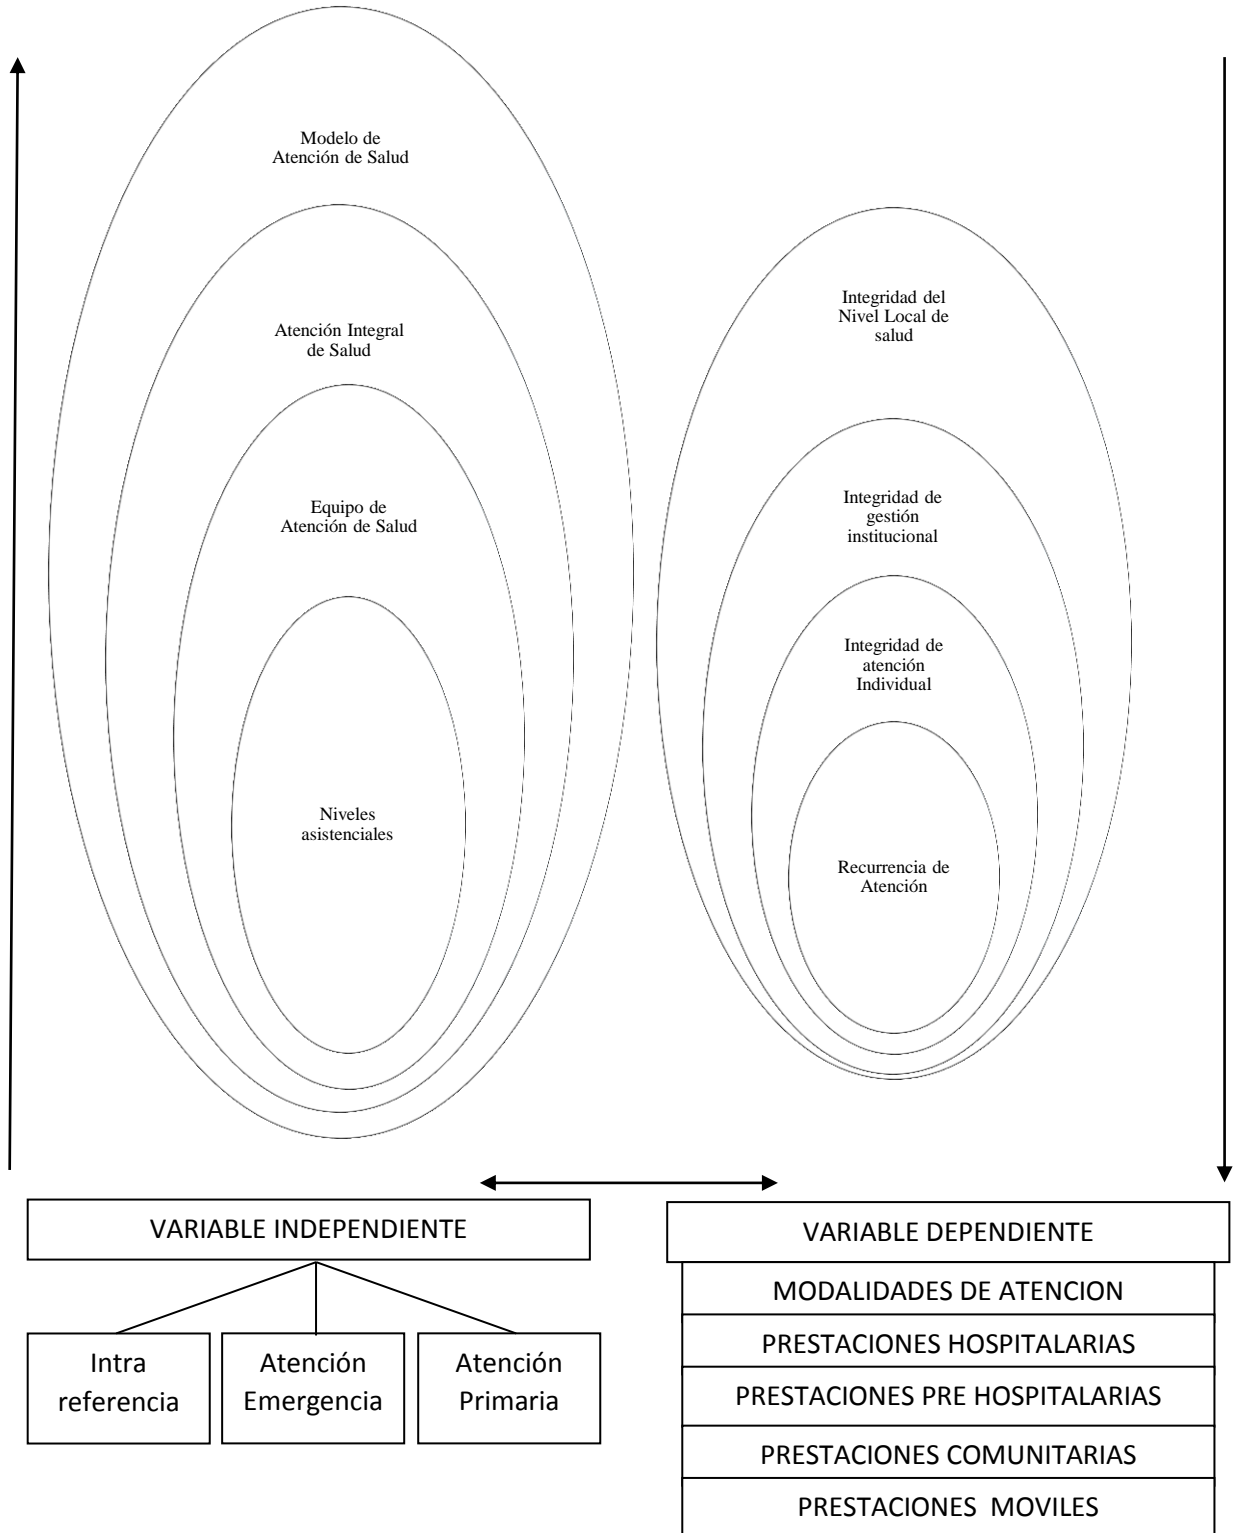 Modelo de
Atención de Salud
Atención Integral
de Salud
Equipo de
Atención de Salud
Niveles
asistenciales
Integridad del
Nivel Local de
salud
Integridad de
gestión
institucional
Integridad de
atención
Individual
Recurrencia de
Atención
VARIABLE INDEPENDIENTE
Intra
referencia
Atención
Emergencia
Atención
Primaria
VARIABLE DEPENDIENTE
MODALIDADES DE ATENCION
PRESTACIONES HOSPITALARIAS
PRESTACIONES PRE HOSPITALARIAS
PRESTACIONES COMUNITARIAS
PRESTACIONES MOVILES